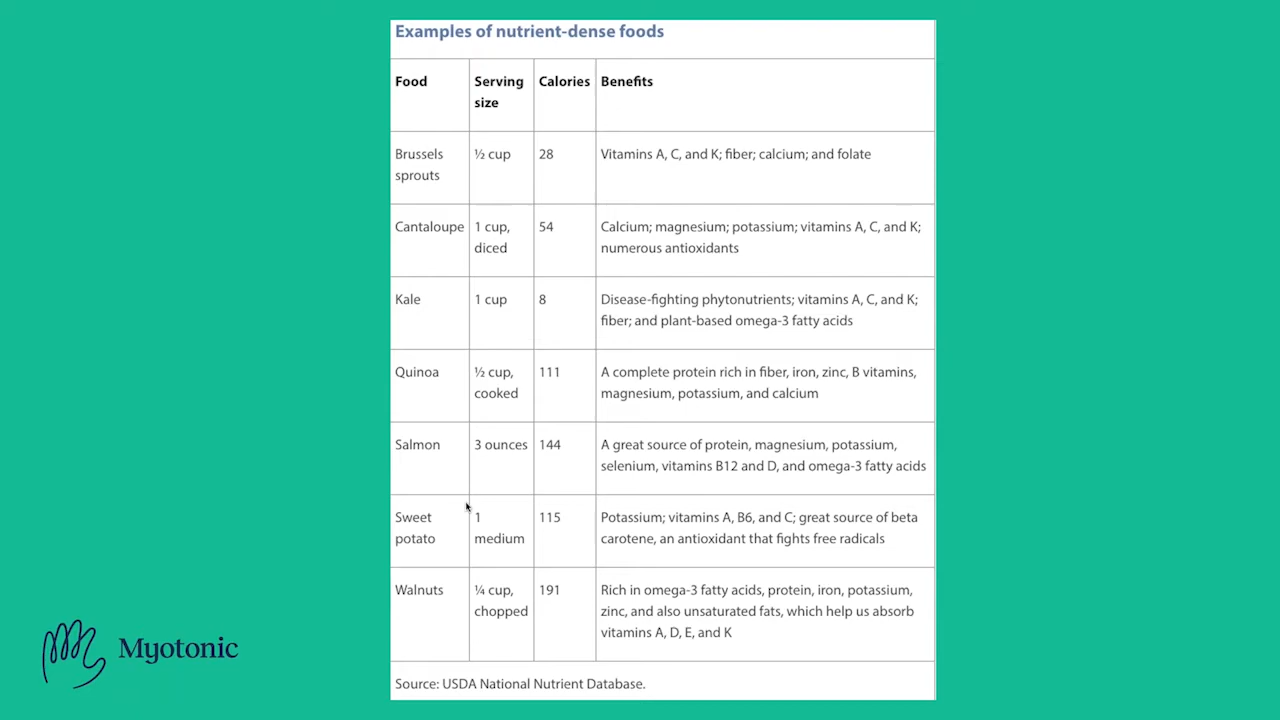 Examples of nutrient-dense foods
Food Serving size Calories Benefits
Brussels sprouts ½ cup 28 Vitamins A, C, and K; fiber; calcium; and folate
Cantaloupe 1 cup, diced 54 Calcium; magnesium; potassium; vitamins A, C, and K; numerous antioxidants
Kale 1 cup 8 Disease-fighting phytonutrients; vitamins A, C, and K; fiber; and plant-based omega-3 fatty acids
Quinoa ½ cup, cooked 111 A complete protein rich in fiber, iron, zinc, B vitamins, magnesium, potassium, and calcium
Salmon 3 ounces 144 A great source of protein, magnesium, potassium, selenium, vitamins B12 and D, and omega-3 fatty acids
Sweet potato 1 medium 115 Potassium; vitamins A, B6, and C; great source of beta carotene, an antioxidant that fights free radicals
Walnuts ¼ cup, chopped 191 Rich in omega-3 fatty acids, protein, iron, potassium, zinc, and also unsaturated fats, which help us absorb vitamins A, D, E, and K
Source: USDA National Nutrient Database.
Myotonic